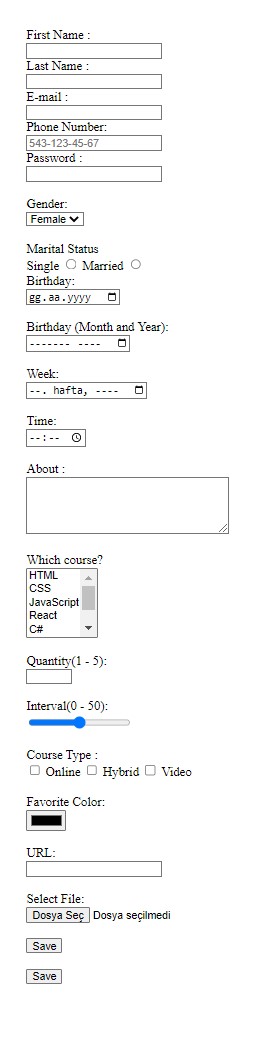 First Name :
Last Name :
E-mail :
Phone Number:
543-123-45-67
Password :
Gender:
Female
Marital Status
Single Married
Birthday:
gg.aa.yyyy
Birthday (Month and Year):
------- ----
Week:
--. hafta, ----
Time:
--:--
About :
Which course?
HTML
CSS
JavaScript
React
C#
Quantity(1 - 5):
Interval(0 - 50):
Course Type :
Online Hybrid Video
Favorite Color:
URL:
Select File:
Dosya Seç Dosya seçilmedi
Save
Save